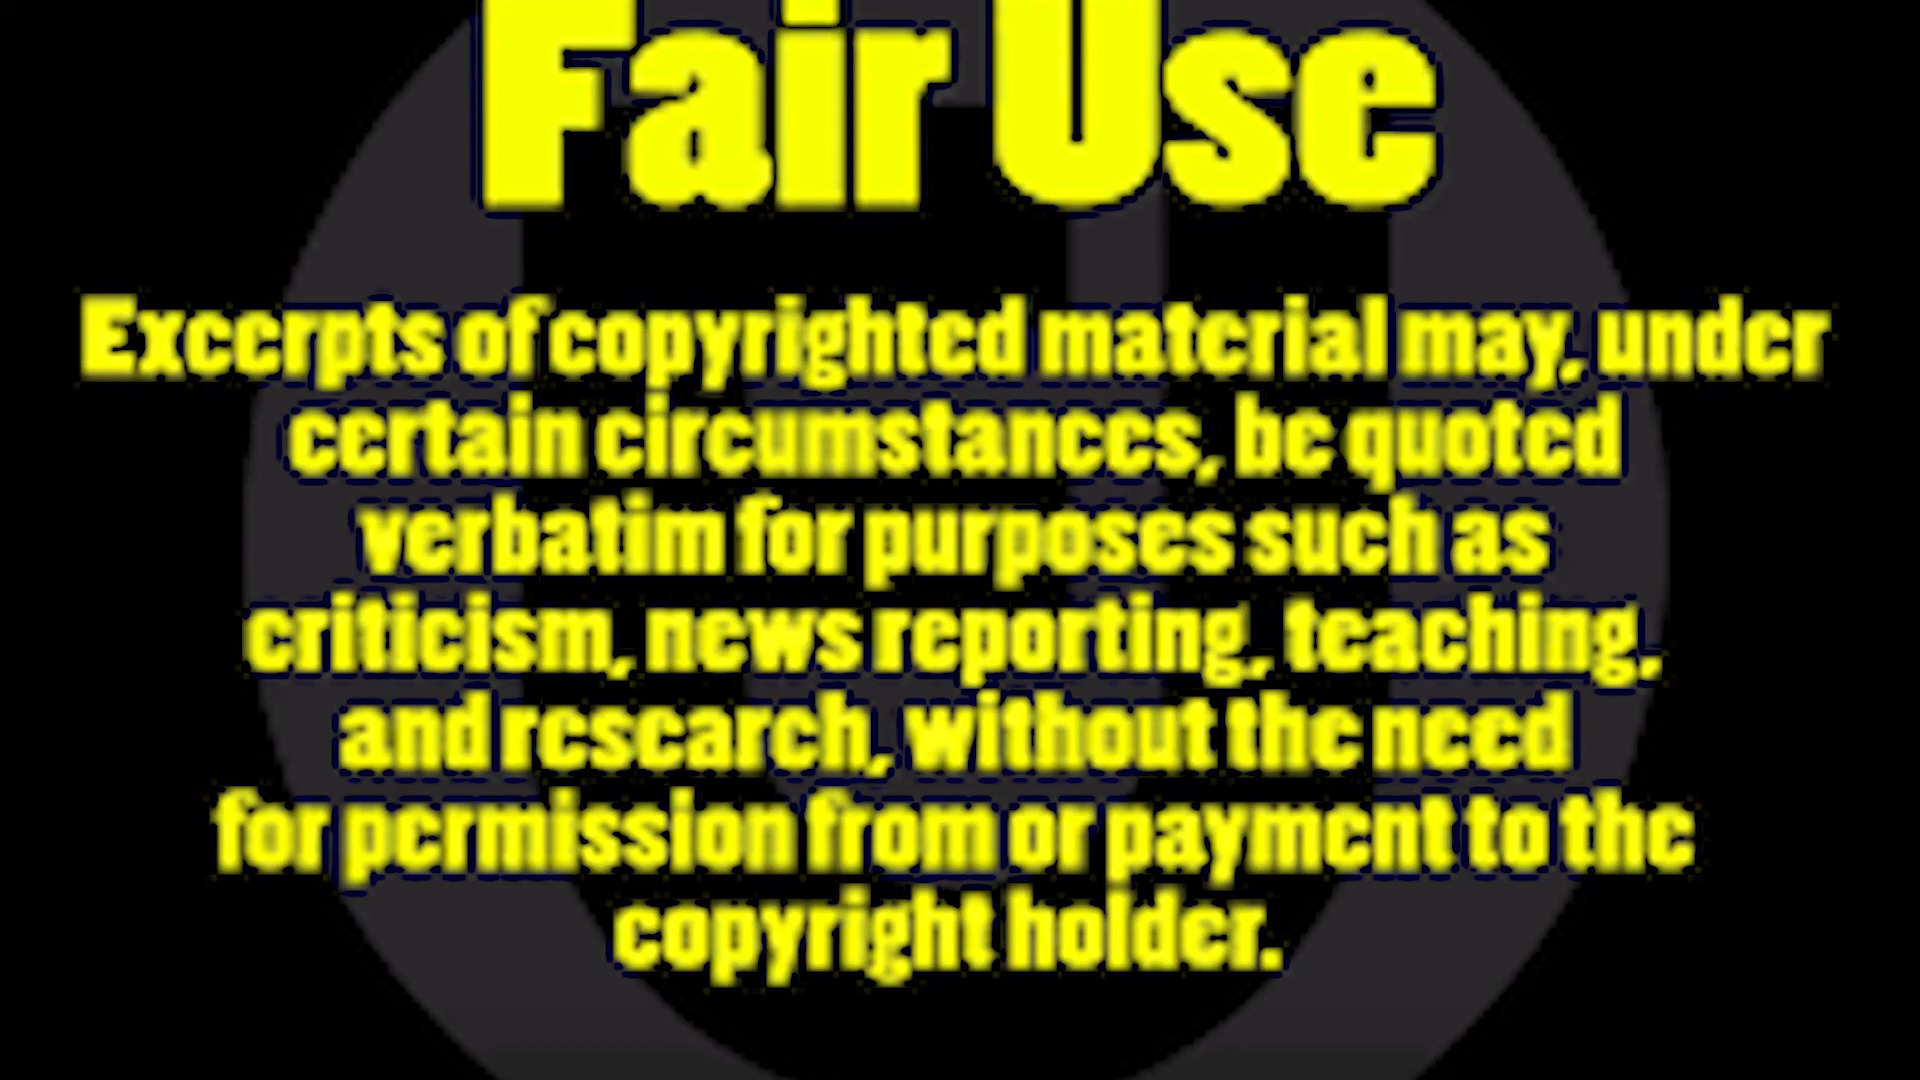 Fair Use
Excerpts of copyrighted material may, under
certain circumstances, be quoted
verbatim for purposes such as
criticism, news reporting, teaching,
and research, without the need
for permission from or payment to the
copyright holder.